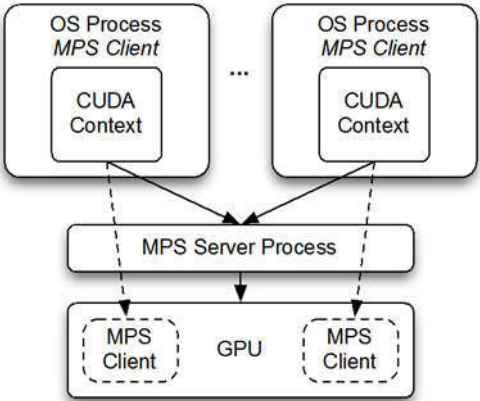 OS Process
MPS Client
CUDA
Context
...
OS Process
MPS Client
CUDA
Context
MPS Server Process
MPS
Client
GPU
MPS
Client